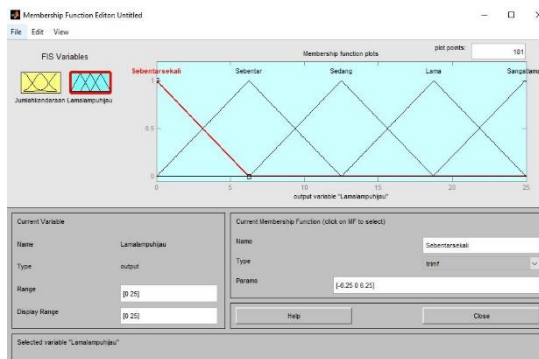 Membership Function Editor: Untitled
File Edit View
FIS Variables
Jumlahkendaraan Lamalampuhijau
Membership function plots
plot points: 181
Sebentarsekali Sebentar Sedang Lama Sangatlama
1
0.5
0
0 5 10 15 20 25
output variable "Lamalampuhijau"
Current Variable
Name Lamalampuhijau
Type output
Range [0 25]
Display Range [0 25]
Current Membership Function (click on MF to select)
Name Sebentarsekali
Type trimf
Params [-6.25 0 6.25]
Help Close
Selected variable "Lamalampuhijau"